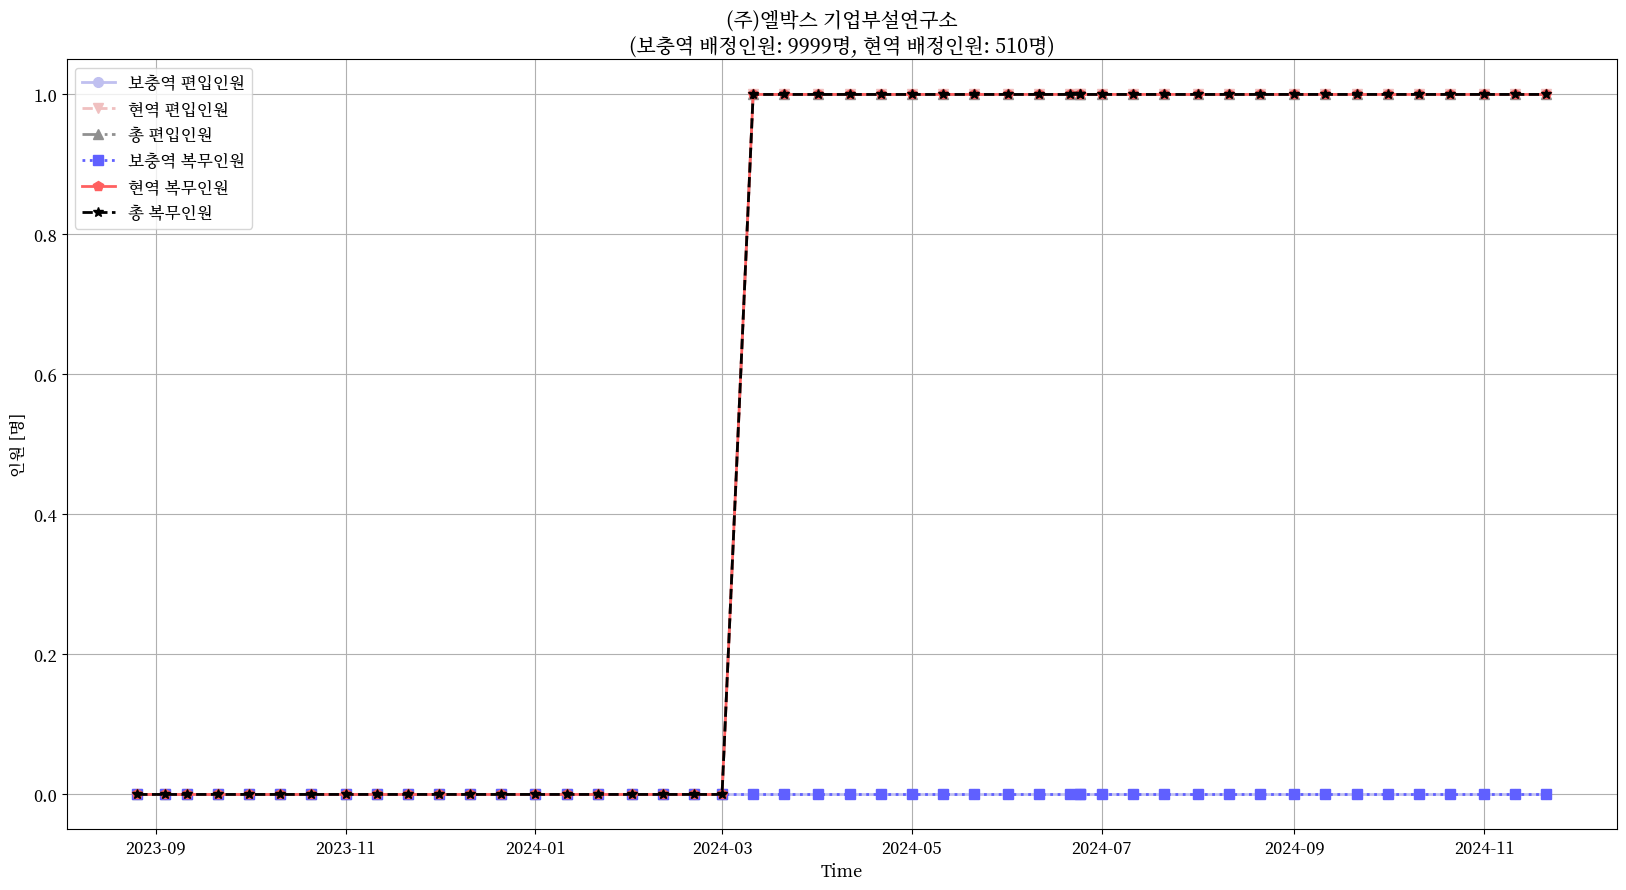 (주)엘박스 기업부설연구소
(보충역 배정인원: 9999명, 현역 배정인원: 510명)
보충역 편입인원
현역 편입인원
총 편입인원
보충역 복무인원
현역 복무인원
총 복무인원
1.0
0.8
0.6
0.4
0.2
0.0
인원 [명]
2023-09
2023-11
2024-01
2024-03
2024-05
2024-07
2024-09
2024-11
Time